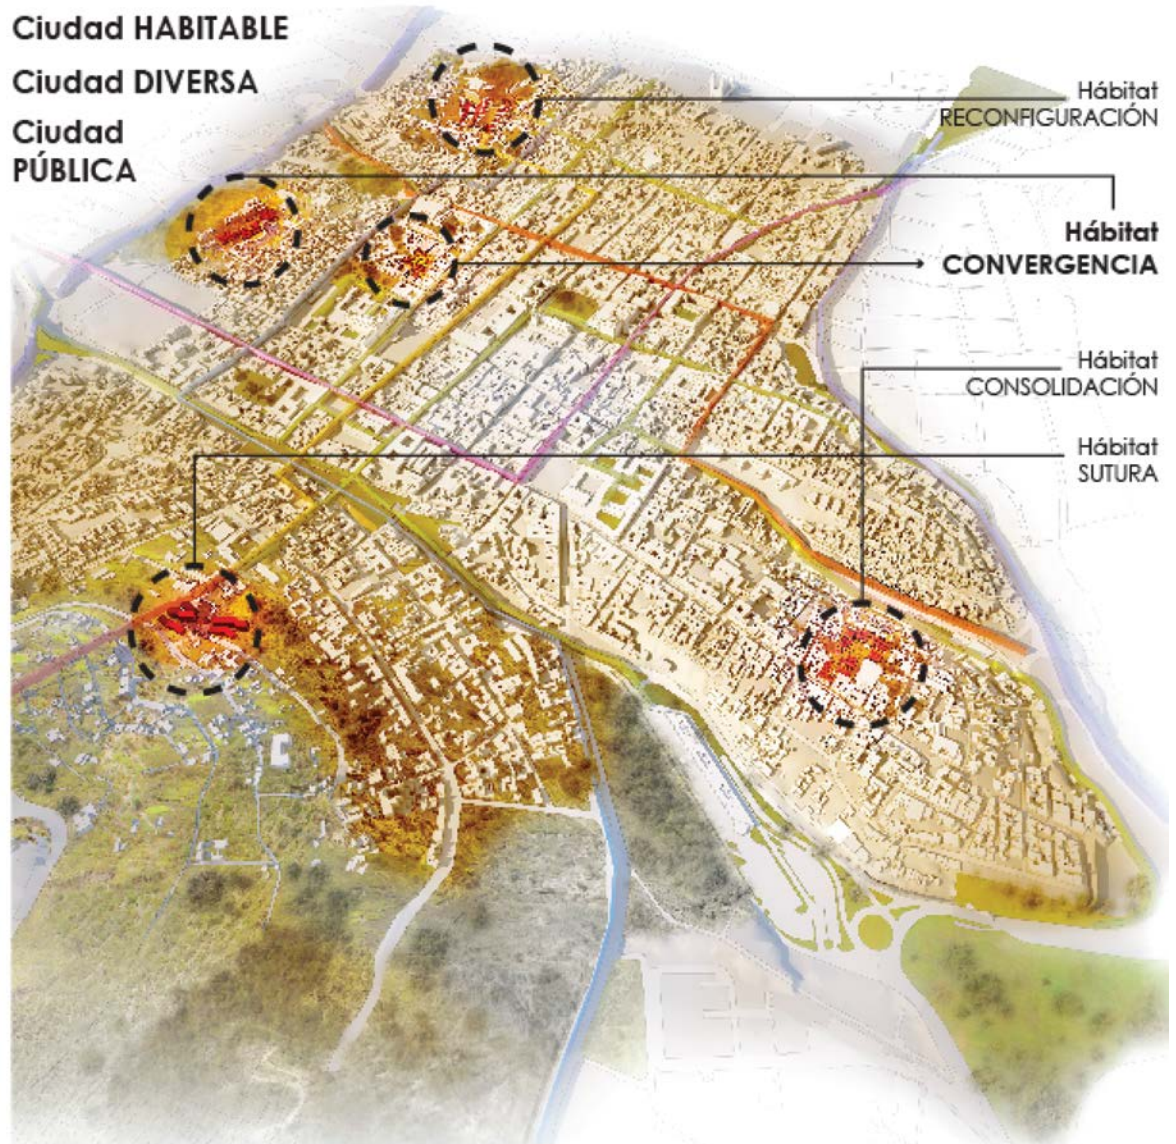 Ciudad HABITABLE
Ciudad DIVERSA
Ciudad
PÚBLICA
Hábitat
RECONFIGURACIÓN
Hábitat
CONVERGENCIA
Hábitat
CONSOLIDACIÓN
Hábitat
SUTURA